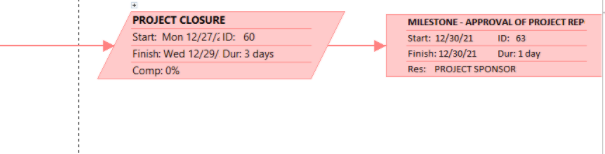 PROJECT CLOSURE
Start: Mon 12/27/2 ID: 60
Finish: Wed 12/29/ Dur: 3 days
Comp: 0%
MILESTONE - APPROVAL OF PROJECT REP
Start: 12/30/21 ID: 63
Finish: 12/30/21 Dur: 1 day
Res: PROJECT SPONSOR